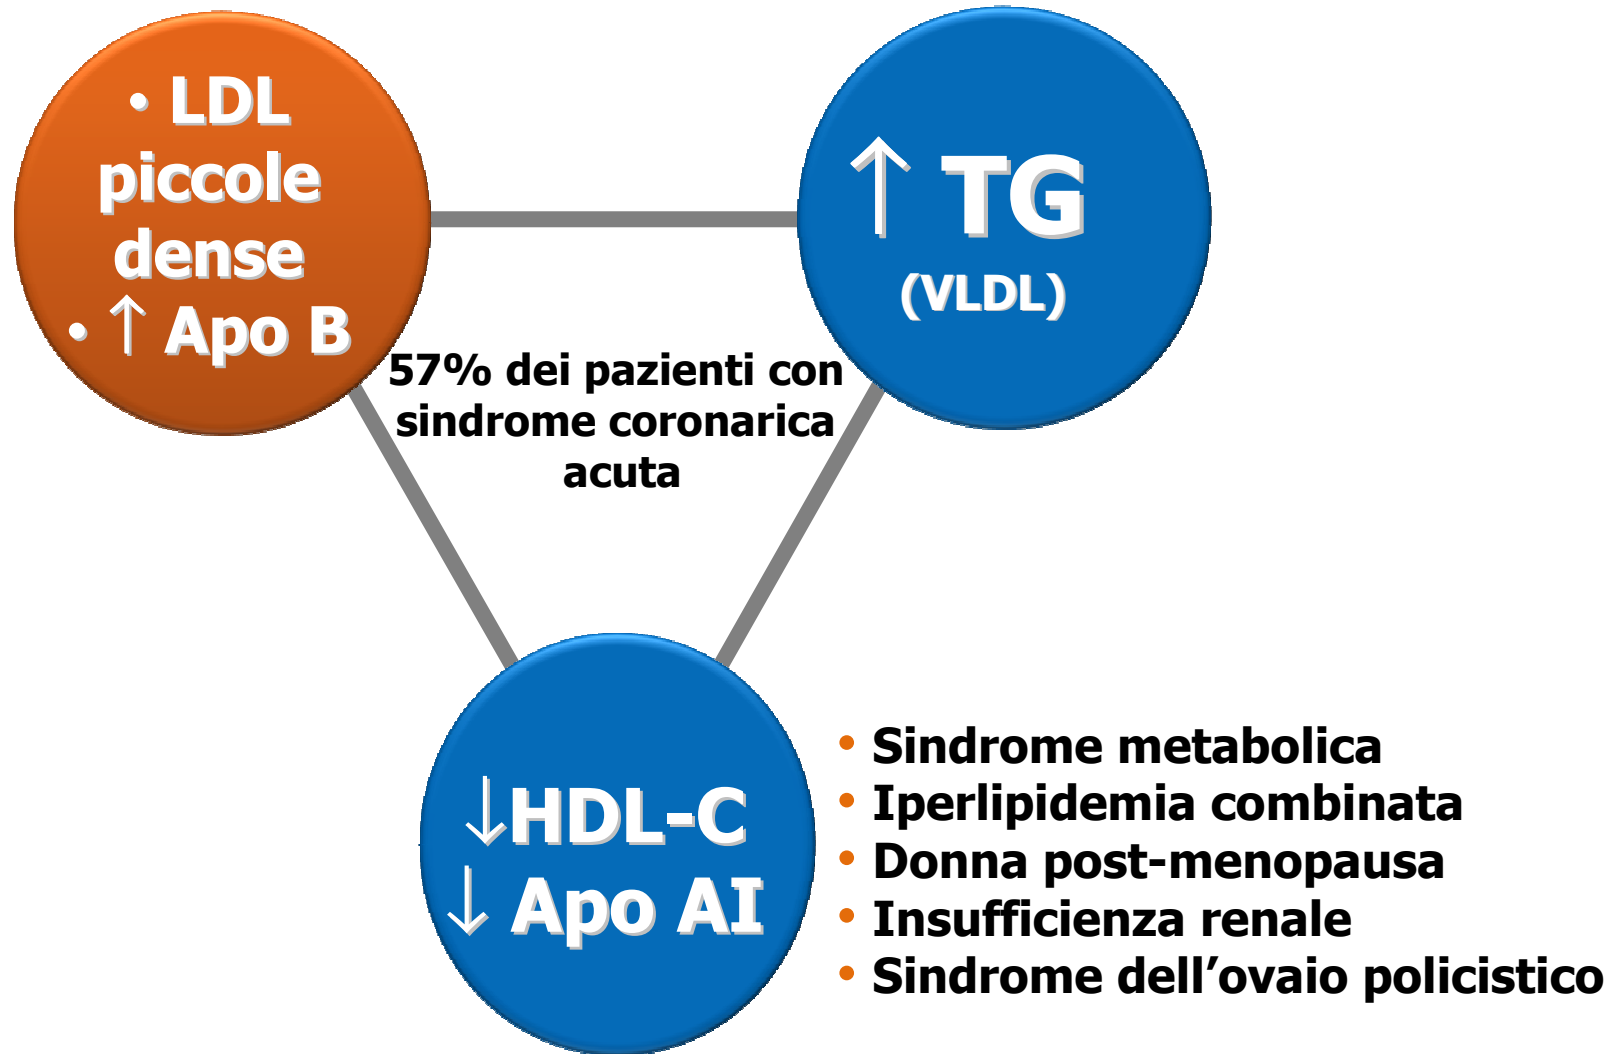 • LDL
piccole
dense
• ↑ Apo B
↑ TG
(VLDL)
57% dei pazienti con
sindrome coronarica
acuta
↓HDL-C
↓ Apo AI
• Sindrome metabolica
• Iperlipidemia combinata
• Donna post-menopausa
• Insufficienza renale
• Sindrome dell’ovaio policistico